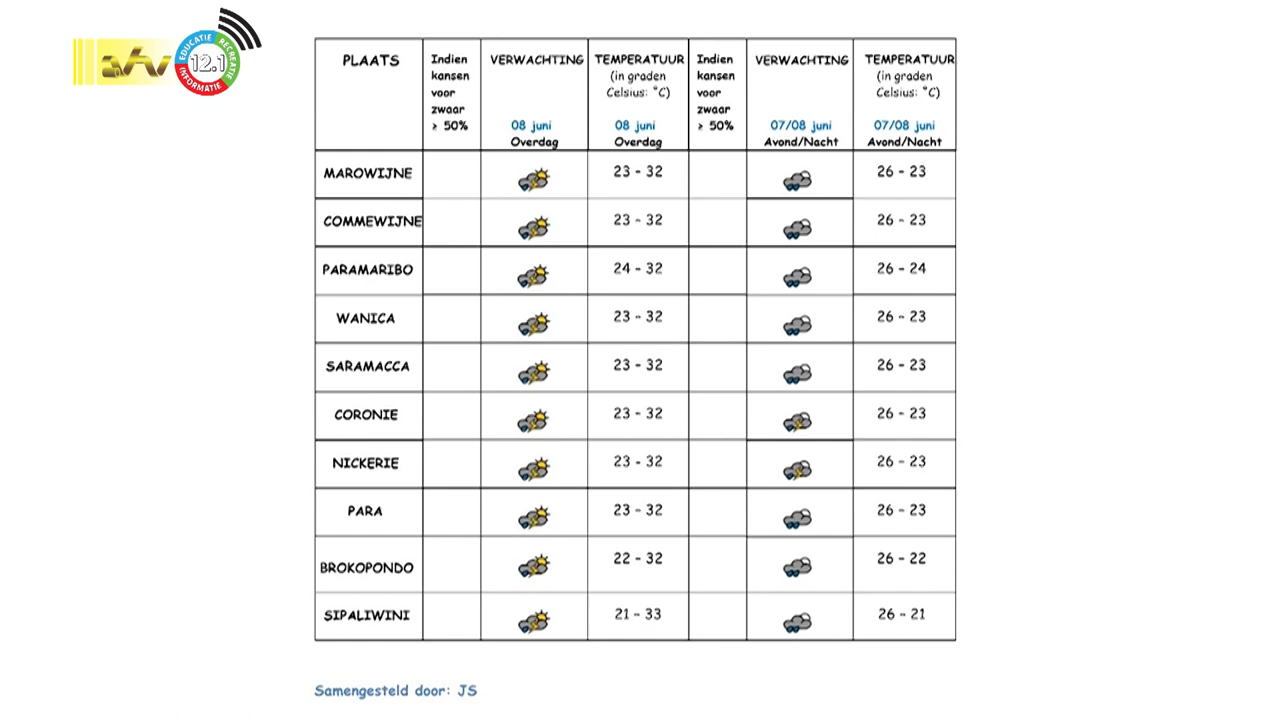 ahv
EDUCATIE
RECREATIE
INFORMATIE
12.1
PLAATS
Indien
kansen
voor
zwaar
≥ 50%
VERWACHTING
08 juni
Overdag
TEMPERATUUR
(in graden
Celsius: °C)
08 juni
Overdag
Indien
kansen
voor
zwaar
≥ 50%
VERWACHTING
07/08 juni
Avond/Nacht
TEMPERATUUR
(in graden
Celsius: °C)
07/08 juni
Avond/Nacht
MAROWIJNE 23 - 32 26 - 23
COMMEWIJNE 23 - 32 26 - 23
PARAMARIBO 24 - 32 26 - 24
WANICA 23 - 32 26 - 23
SARAMACCA 23 - 32 26 - 23
CORONIE 23 - 32 26 - 23
NICKERIE 23 - 32 26 - 23
PARA 23 - 32 26 - 23
BROKOPONDO 22 - 32 26 - 22
SIPALIWINI 21 - 33 26 - 21
Samengesteld door: JS